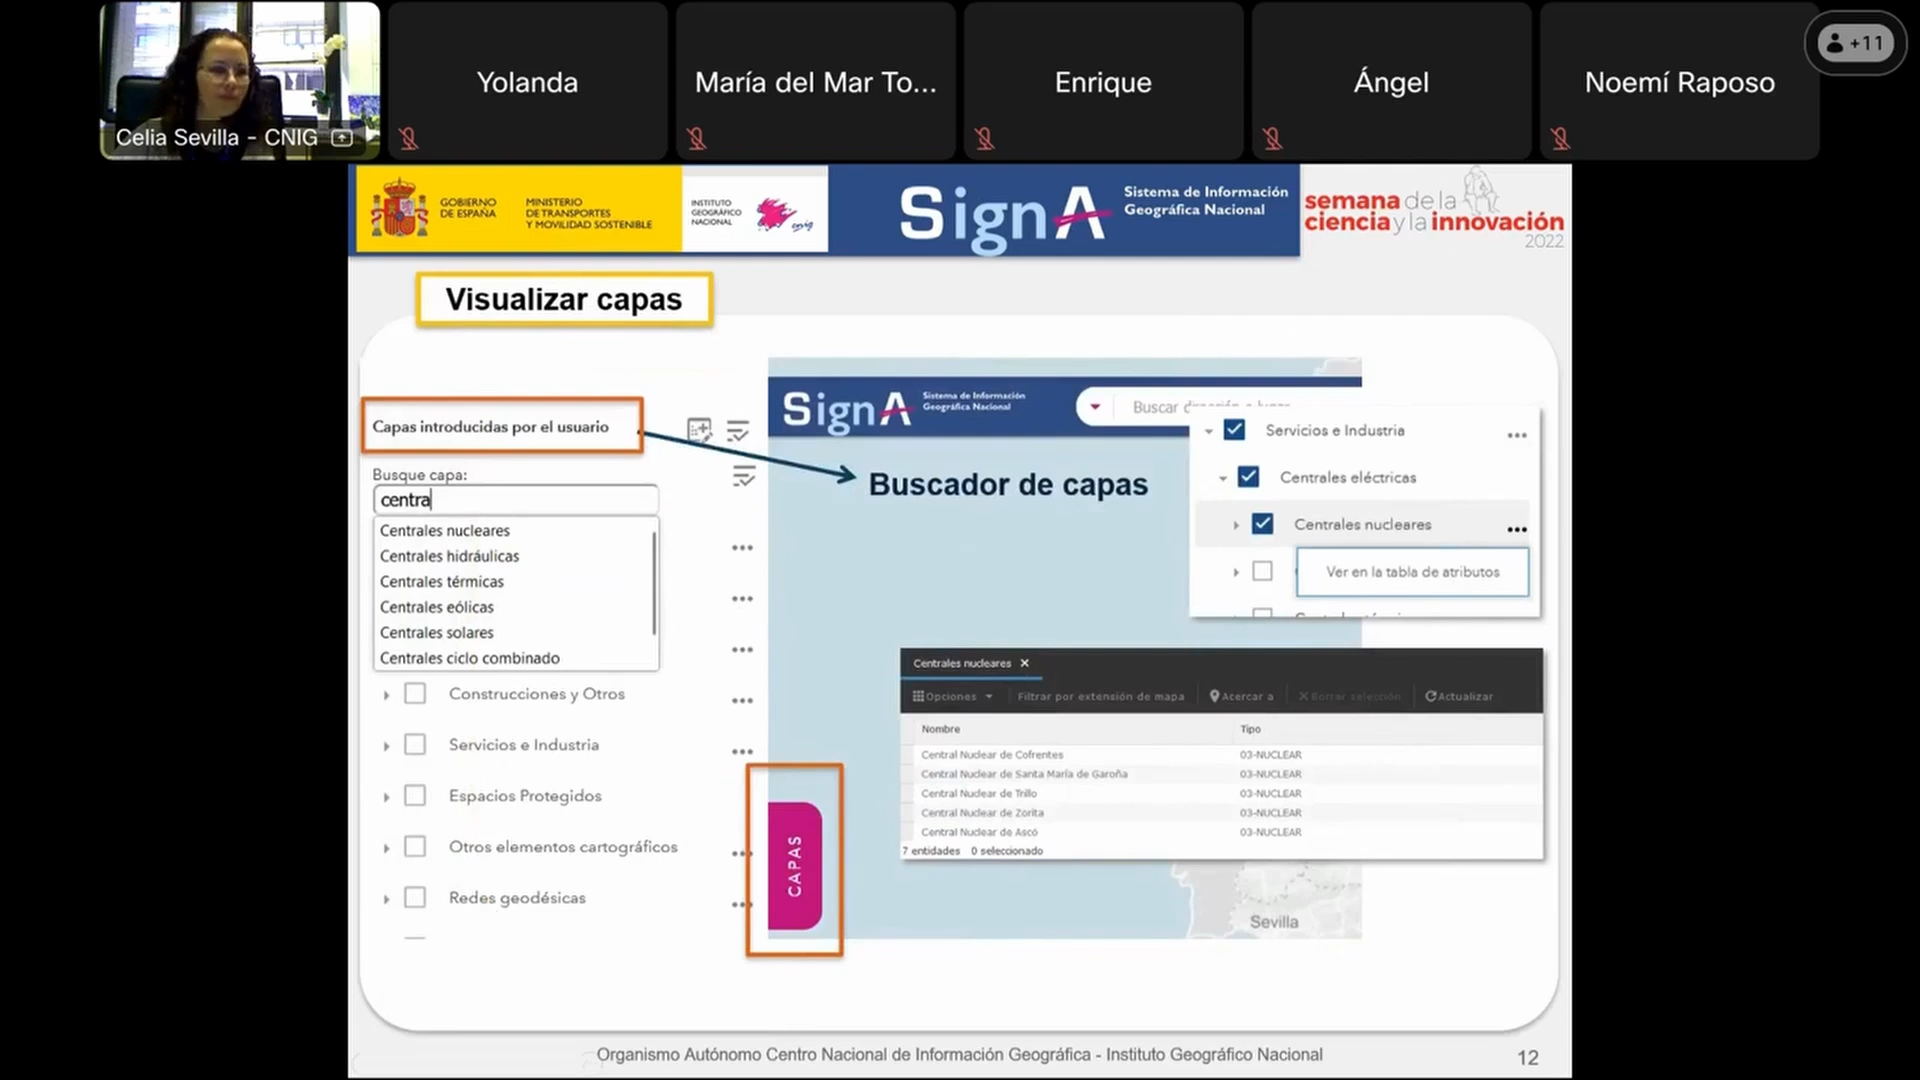 Celia Sevilla - CNIG
Yolanda
María del Mar To...
Enrique
Ángel
Noemí Raposo
+11
GOBIERNO
DE ESPAÑA
MINISTERIO
DE TRANSPORTES
Y MOVILIDAD SOSTENIBLE
INSTITUTO
GEOGRÁFICO
NACIONAL
cnig
SignA
Sistema de Información
Geográfica Nacional
semana de la
ciencia y la innovación
2022
Visualizar capas
Capas introducidas por el usuario
Busque capa:
centra
Centrales nucleares
Centrales hidráulicas
Centrales térmicas
Centrales eólicas
Centrales solares
Centrales ciclo combinado
Construcciones y Otros
Servicios e Industria
Espacios Protegidos
Otros elementos cartográficos
Redes geodésicas
CAPAS
SignA
Sistema de Información
Geográfica Nacional
Buscar
Buscador de capas
Servicios e Industria
Centrales eléctricas
Centrales nucleares
Ver en la tabla de atributos
Centrales nucleares
Opciones
Filtrar por extensión de mapa
Acercar a
Borrar selección
Actualizar
Nombre Tipo
Central Nuclear de Cofrentes 03-NUCLEAR
Central Nuclear de Santa María de Garoña 03-NUCLEAR
Central Nuclear de Trillo 03-NUCLEAR
Central Nuclear de Zorita 03-NUCLEAR
Central Nuclear de Ascó 03-NUCLEAR
7 entidades 0 seleccionado
Sevilla
Organismo Autónomo Centro Nacional de Información Geográfica - Instituto Geográfico Nacional
12